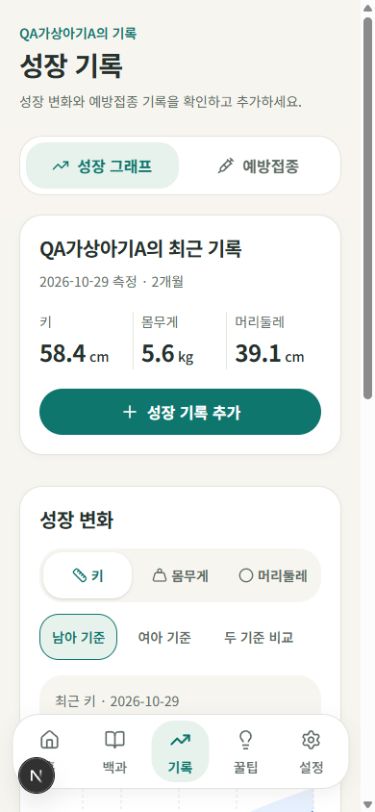 QA가상아기A의 기록
성장 기록
성장 변화와 예방접종 기록을 확인하고 추가하세요.
성장 그래프 예방접종
QA가상아기A의 최근 기록
2026-10-29 측정 · 2개월
키 몸무게 머리둘레
58.4 cm 5.6 kg 39.1 cm
+ 성장 기록 추가
성장 변화
키 몸무게 머리둘레
남아 기준 여아 기준 두 기준 비교
최근 키 · 2026-10-29
백과 기록 꿀팁 설정
N